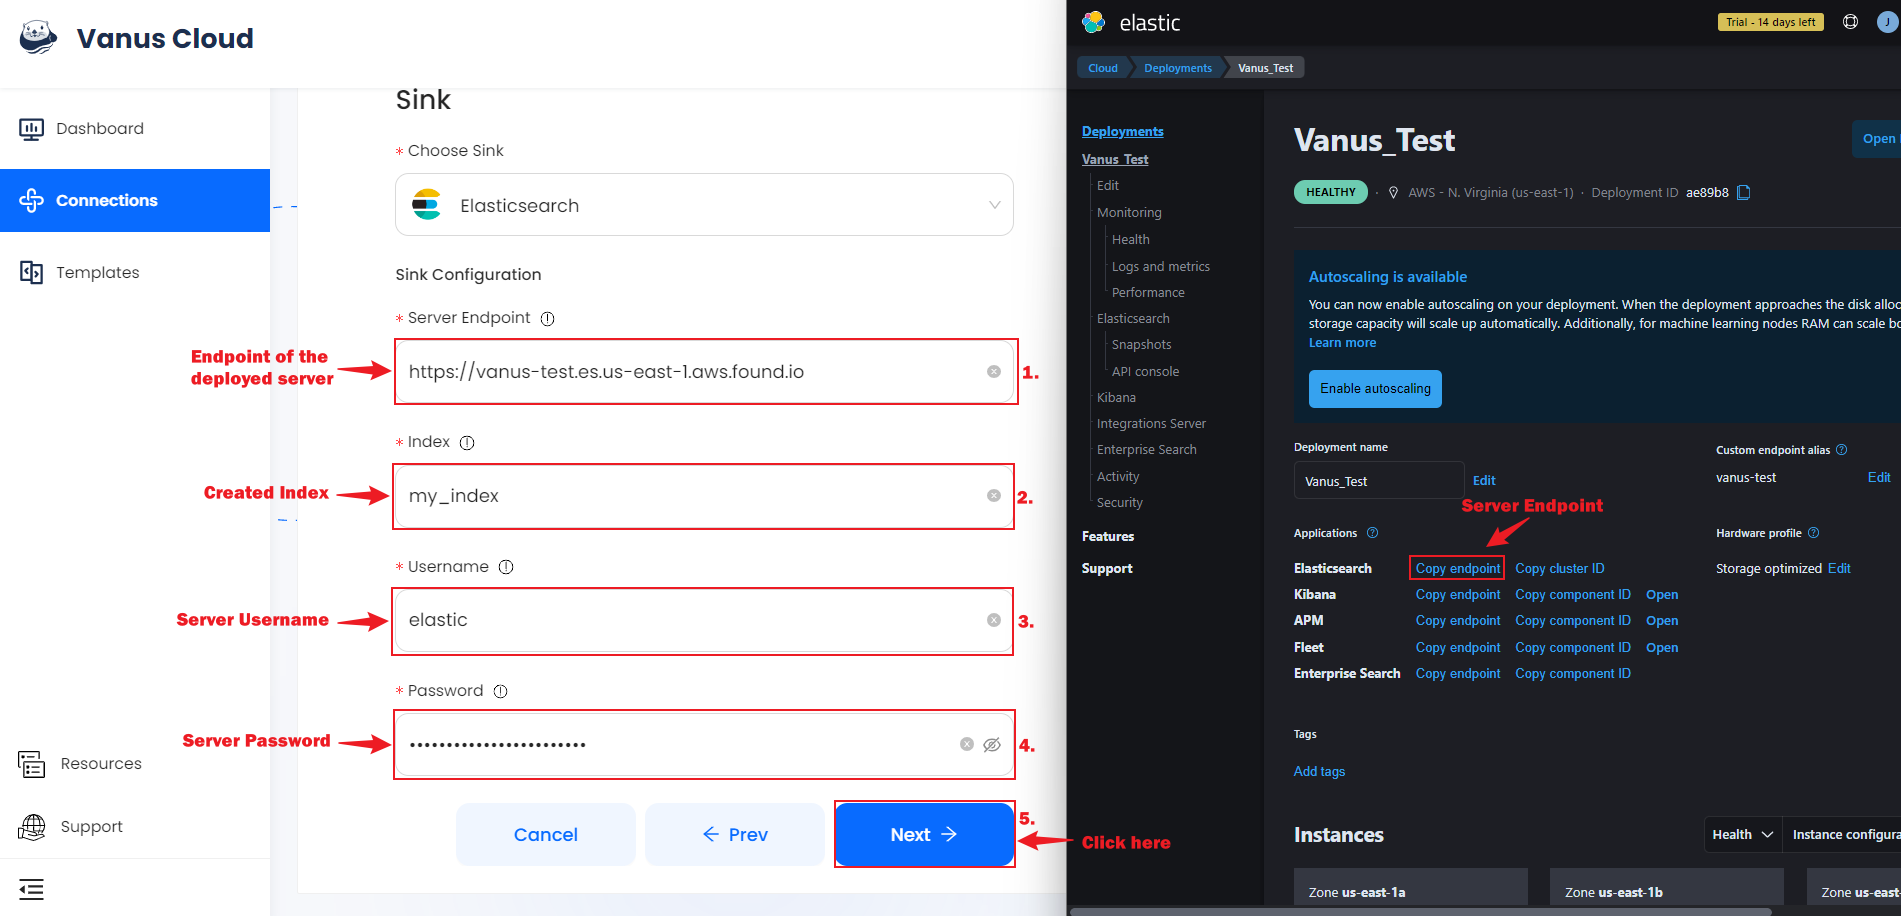 Vanus Cloud
Dashboard
Connections
Templates
Resources
Support
Sink
* Choose Sink
Elasticsearch
Sink Configuration
* Server Endpoint
Endpoint of the
deployed server
https://vanus-test.es.us-east-1.aws.found.io
1.
* Index
Created Index
my_index
2.
* Username
Server Username
elastic
3.
* Password
Server Password
••••••••••••••••••••••••
4.
Cancel
← Prev
Next →
5.
Click here
elastic
Trial - 14 days left
J
Cloud
Deployments
Vanus_Test
Deployments
Vanus_Test
Edit
Monitoring
Health
Logs and metrics
Performance
Elasticsearch
Snapshots
API console
Kibana
Integrations Server
Enterprise Search
Activity
Security
Features
Support
Vanus_Test
Open
HEALTHY · AWS - N. Virginia (us-east-1) · Deployment ID ae89b8
Autoscaling is available
You can now enable autoscaling on your deployment. When the deployment approaches the disk alloc
storage capacity will scale up automatically. Additionally, for machine learning nodes RAM can scale bo
Learn more
Enable autoscaling
Deployment name
Vanus_Test
Edit
Custom endpoint alias
vanus-test
Edit
Server Endpoint
Applications
Hardware profile
Storage optimized Edit
Elasticsearch Copy endpoint Copy cluster ID
Kibana Copy endpoint Copy component ID Open
APM Copy endpoint Copy component ID Open
Fleet Copy endpoint Copy component ID Open
Enterprise Search Copy endpoint Copy component ID
Tags
Add tags
Instances
Health
Instance configura
Zone us-east-1a
Zone us-east-1b
Zone us-east-